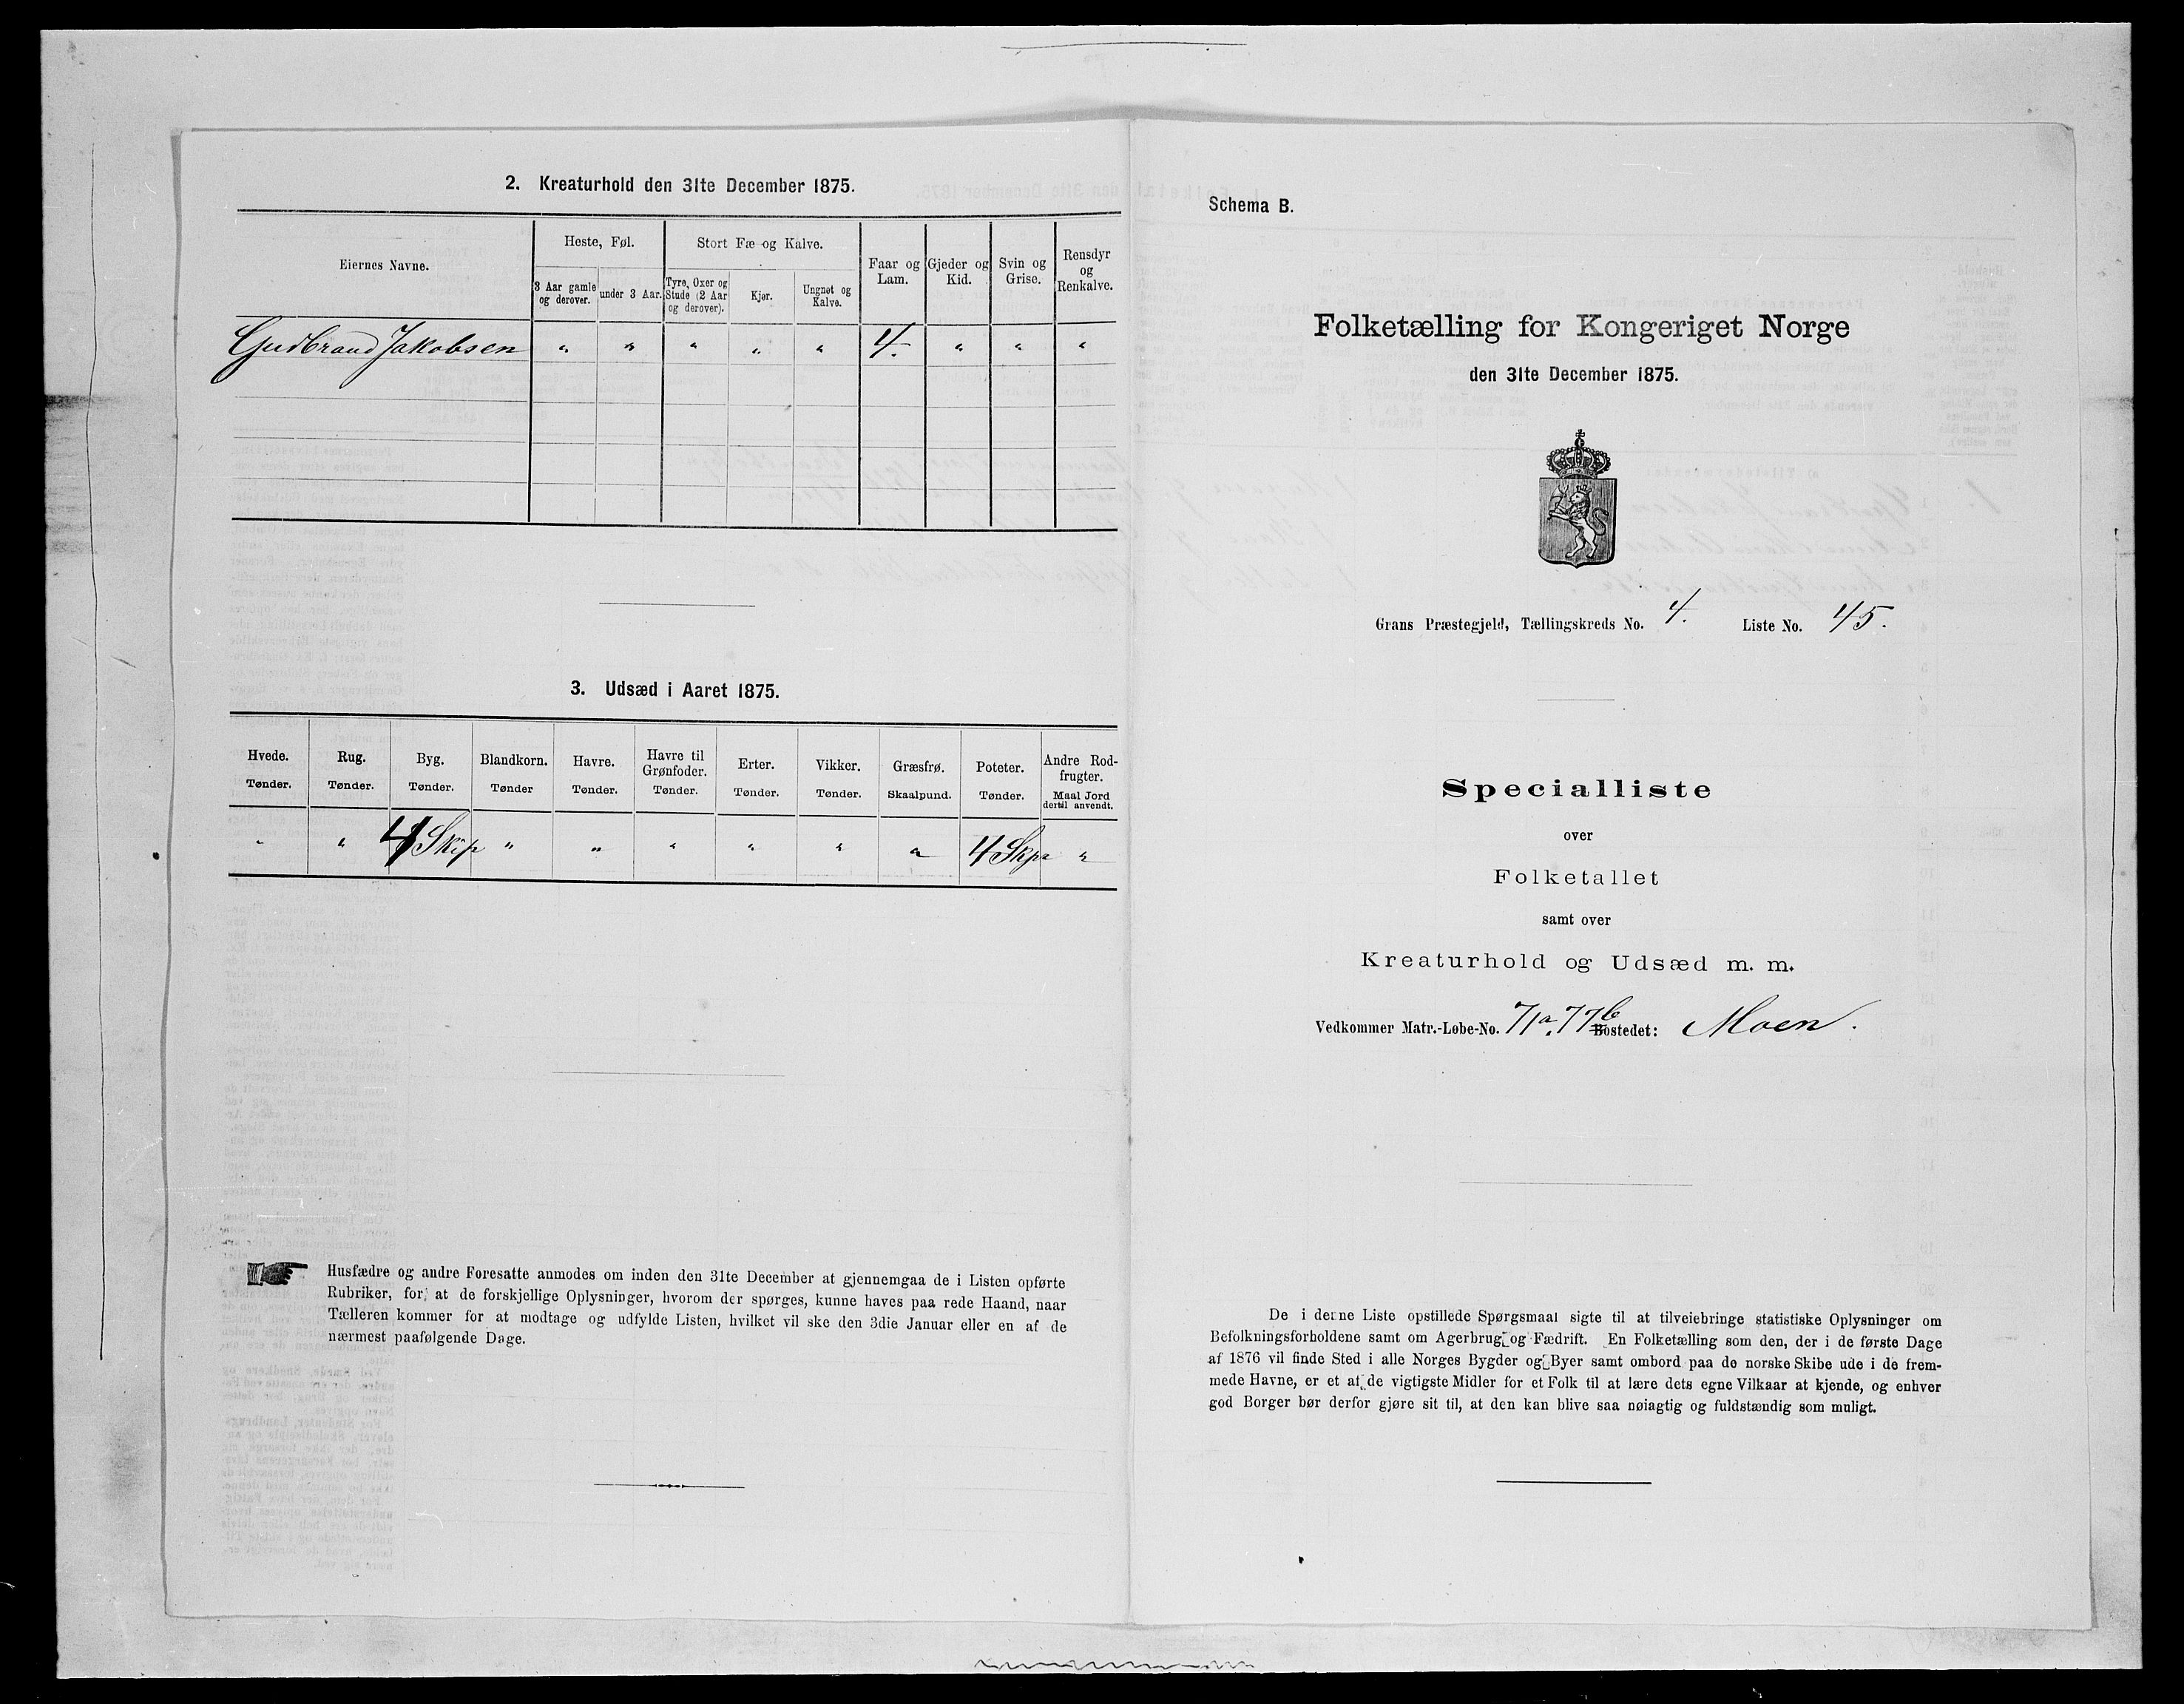 2. Kreaturhold den 31te December 1875.
Eiernes Navne.
Heste, Føl.
Stort Fæ og Kalve.
Faar og Lam.
Gjeder og Kid.
Svin og Grise.
Rensdyr og Renkalve.
3 Aar gamle og derover.
under 3 Aar.
Tyre, Oxer og Stude (2 Aar og derover).
Kjør.
Ungnøt og Kalve.
Gudbrand Jakobsen " " " " " 4. " " "
3. Udsæd i Aaret 1875.
Hvede. Rug. Byg. Blandkorn. Havre. Havre til Grønfoder. Erter. Vikker. Græsfrø. Poteter. Andre Rodfrugter.
Tønder. Tønder. Tønder. Tønder Tønder. Tønder. Tønder. Tønder. Skaalpund. Tønder. Maal Jord dertil anvendt.
" " 4 Skip " " " " " " 4 Skpr "
Husfædre og andre Foresatte anmodes om inden den 31te December at gjennemgaa de i Listen opførte
Rubriker, for at de forskjellige Oplysninger, hvorom der spørges, kunne haves paa rede Haand, naar
Tælleren kommer for at modtage og udfylde Listen, hvilket vil ske den 3die Januar eller en af de
nærmest paafølgende Dage.
Schema B.
Folketælling for Kongeriget Norge
den 31te December 1875.
Grans Præstegjeld, Tællingskreds No. 4. Liste No. 45.
Specialliste
over
Folketallet
samt over
Kreaturhold og Udsæd m. m.
Vedkommer Matr.-Løbe-No. 71a, 77b Bostedet: Moen.
De i denne Liste opstillede Spørgsmaal sigte til at tilveiebringe statistiske Oplysninger om
Befolkningsforholdene samt om Agerbrug og Fædrift. En Folketælling som den, der i de første Dage
af 1876 vil finde Sted i alle Norges Bygder og Byer samt ombord paa de norske Skibe ude i de frem-
mede Havne, er et af de vigtigste Midler for et Folk til at lære dets egne Vilkaar at kjende, og enhver
god Borger bør derfor gjøre sit til, at den kan blive saa nøiagtig og fuldstændig som muligt.